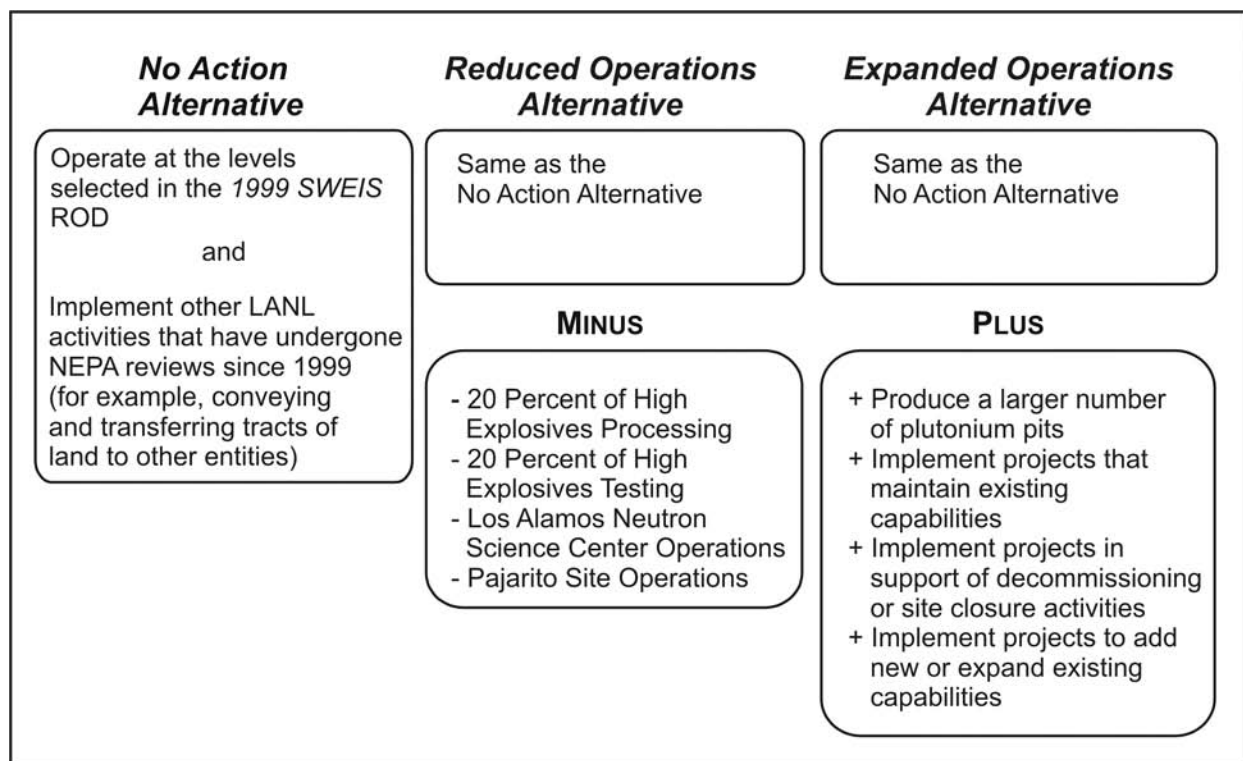 No Action
Alternative
Operate at the levels
selected in the 1999 SWEIS
ROD
and
Implement other LANL
activities that have undergone
NEPA reviews since 1999
(for example, conveying
and transferring tracts of
land to other entities)
Reduced Operations
Alternative
Same as the
No Action Alternative
MINUS
- 20 Percent of High
Explosives Processing
- 20 Percent of High
Explosives Testing
- Los Alamos Neutron
Science Center Operations
- Pajarito Site Operations
Expanded Operations
Alternative
Same as the
No Action Alternative
PLUS
+ Produce a larger number
of plutonium pits
+ Implement projects that
maintain existing
capabilities
+ Implement projects in
support of decommissioning
or site closure activities
+ Implement projects to add
new or expand existing
capabilities